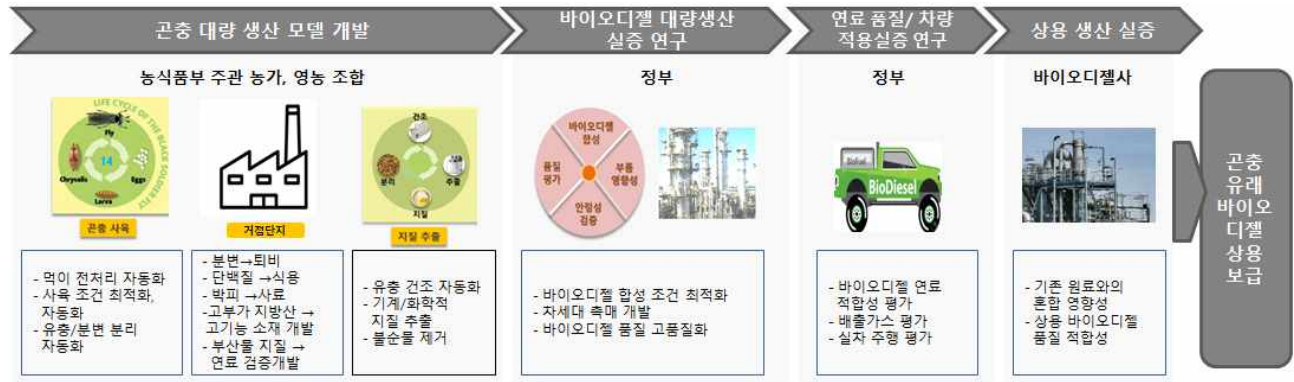 곤충 대량 생산 모델 개발
바이오디젤 대량생산
실증 연구
연료 품질/ 차량
적용실증 연구
상용 생산 실증
농식품부 주관 농가, 영농 조합
정부
정부
바이오디젤사
LIFE CYCLE OF THE BLACK SOLDIER FLY
Fly
Eggs
Larva
Chrysalis
14
곤충 사육
거점단지
건조
추출
지질
분리
지질 추출
바이오디젤
합성
부품
영향성
안정성
검증
품질
평가
Biofuel
BioDiesel
- 먹이 전처리 자동화
- 사육 조건 최적화,
자동화
- 유충/분변 분리
자동화
- 분변→퇴비
- 단백질 →식용
- 박피→사료
-고부가 지방산→
고기능 소재 개발
- 부산물 지질 →
연료 검증개발
- 유충 건조 자동화
- 기계/화학적
지질 추출
- 불순물 제거
- 바이오디젤 합성 조건 최적화
- 차세대 촉매 개발
- 바이오디젤 품질 고품질화
- 바이오디젤 연료
적합성 평가
- 배출가스 평가
- 실차 주행 평가
- 기존 원료와의
혼합 영향성
- 상용 바이오디젤
품질 적합성
곤충
유래
바이오
디젤
상용
보급